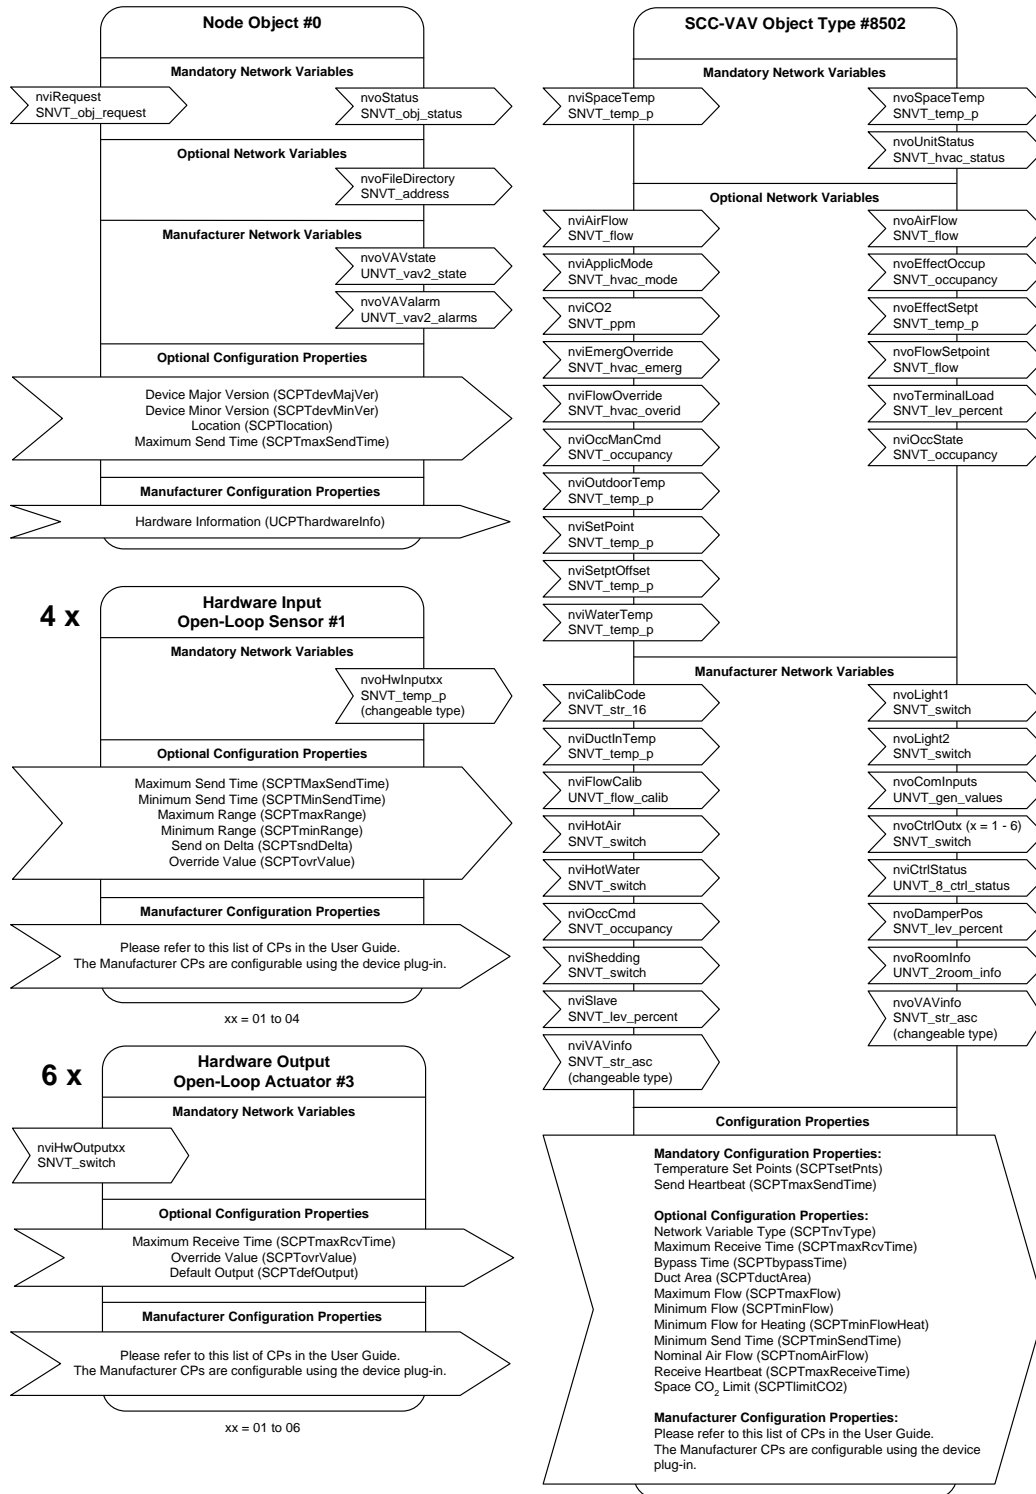 Node Object #0
Mandatory Network Variables
nviRequest
SNVT_obj_request
nvoStatus
SNVT_obj_status
Optional Network Variables
nvoFileDirectory
SNVT_address
Manufacturer Network Variables
nvoVAVstate
UNVT_vav2_state
nvoVAValarm
UNVT_vav2_alarms
Optional Configuration Properties
Device Major Version (SCPTdevMajVer)
Device Minor Version (SCPTdevMinVer)
Location (SCPTlocation)
Maximum Send Time (SCPTmaxSendTime)
Manufacturer Configuration Properties
Hardware Information (UCPThardwareInfo)
4 x
Hardware Input
Open-Loop Sensor #1
Mandatory Network Variables
nvoHwInputxx
SNVT_temp_p
(changeable type)
Optional Configuration Properties
Maximum Send Time (SCPTMaxSendTime)
Minimum Send Time (SCPTMinSendTime)
Maximum Range (SCPTmaxRange)
Minimum Range (SCPTminRange)
Send on Delta (SCPTsndDelta)
Override Value (SCPTovrValue)
Manufacturer Configuration Properties
Please refer to this list of CPs in the User Guide.
The Manufacturer CPs are configurable using the device plug-in.
xx = 01 to 04
6 x
Hardware Output
Open-Loop Actuator #3
Mandatory Network Variables
nviHwOutputxx
SNVT_switch
Optional Configuration Properties
Maximum Receive Time (SCPTmaxRcvTime)
Override Value (SCPTovrValue)
Default Output (SCPTdefOutput)
Manufacturer Configuration Properties
Please refer to this list of CPs in the User Guide.
The Manufacturer CPs are configurable using the device plug-in.
xx = 01 to 06
SCC-VAV Object Type #8502
Mandatory Network Variables
nviSpaceTemp
SNVT_temp_p
nvoSpaceTemp
SNVT_temp_p
nvoUnitStatus
SNVT_hvac_status
Optional Network Variables
nviAirFlow
SNVT_flow
nviApplicMode
SNVT_hvac_mode
nviCO2
SNVT_ppm
nviEmergOverride
SNVT_hvac_emerg
nviFlowOverride
SNVT_hvac_overid
nviOccManCmd
SNVT_occupancy
nviOutdoorTemp
SNVT_temp_p
nviSetPoint
SNVT_temp_p
nviSetptOffset
SNVT_temp_p
nviWaterTemp
SNVT_temp_p
nvoAirFlow
SNVT_flow
nvoEffectOccup
SNVT_occupancy
nvoEffectSetpt
SNVT_temp_p
nvoFlowSetpoint
SNVT_flow
nvoTerminalLoad
SNVT_lev_percent
nviOccState
SNVT_occupancy
Manufacturer Network Variables
nviCalibCode
SNVT_str_16
nviDuctInTemp
SNVT_temp_p
nviFlowCalib
UNVT_flow_calib
nviHotAir
SNVT_switch
nviHotWater
SNVT_switch
nviOccCmd
SNVT_occupancy
nviShedding
SNVT_switch
nviSlave
SNVT_lev_percent
nviVAVinfo
SNVT_str_asc
(changeable type)
nvoLight1
SNVT_switch
nvoLight2
SNVT_switch
nvoComInputs
UNVT_gen_values
nvoCtrlOutx (x = 1 - 6)
SNVT_switch
nviCtrlStatus
UNVT_8_ctrl_status
nvoDamperPos
SNVT_lev_percent
nvoRoomInfo
UNVT_2room_info
nvoVAVinfo
SNVT_str_asc
(changeable type)
Configuration Properties
Mandatory Configuration Properties:
Temperature Set Points (SCPTsetPnts)
Send Heartbeat (SCPTmaxSendTime)
Optional Configuration Properties:
Network Variable Type (SCPTnvType)
Maximum Receive Time (SCPTmaxRcvTime)
Bypass Time (SCPTbypassTime)
Duct Area (SCPTductArea)
Maximum Flow (SCPTmaxFlow)
Minimum Flow (SCPTminFlow)
Minimum Flow for Heating (SCPTminFlowHeat)
Minimum Send Time (SCPTminSendTime)
Nominal Air Flow (SCPTnomAirFlow)
Receive Heartbeat (SCPTmaxReceiveTime)
Space CO2 Limit (SCPTlimitCO2)
Manufacturer Configuration Properties:
Please refer to this list of CPs in the User Guide.
The Manufacturer CPs are configurable using the device
plug-in.